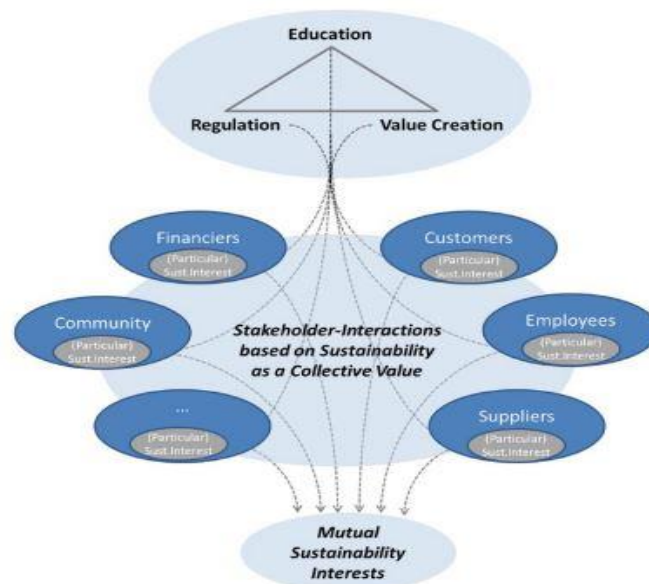 Education
Regulation
Value Creation
Financiers
(Particular)
Sust.Interest
Customers
(Particular)
Sust.Interest
Community
(Particular)
Sust.Interest
Stakeholder-Interactions
based on Sustainability
as a Collective Value
Employees
(Particular)
Sust.Interest
...
(Particular)
Sust.Interest
Suppliers
(Particular)
Sust.Interest
Mutual
Sustainability
Interests